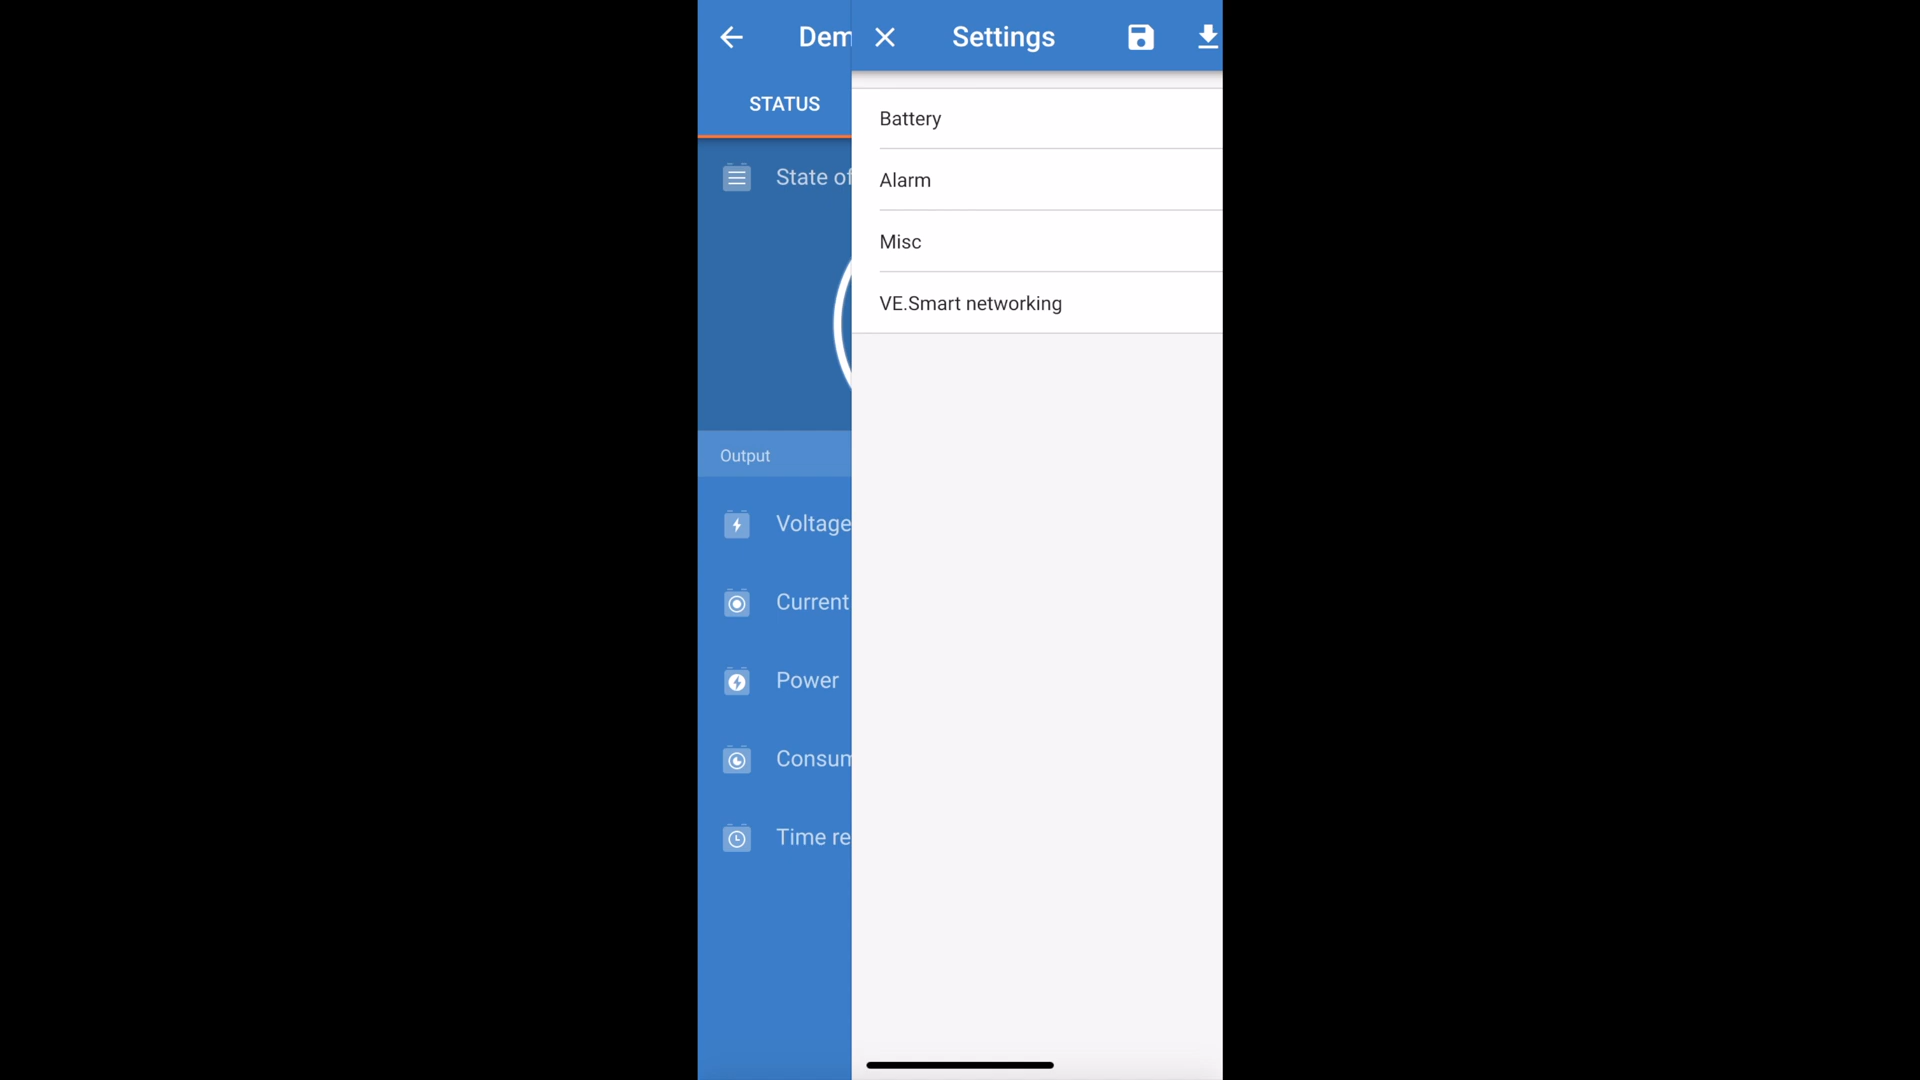 Dem
Settings
STATUS
Battery
Alarm
Misc
VE.Smart networking
State of
Output
Voltage
Current
Power
Consum
Time re